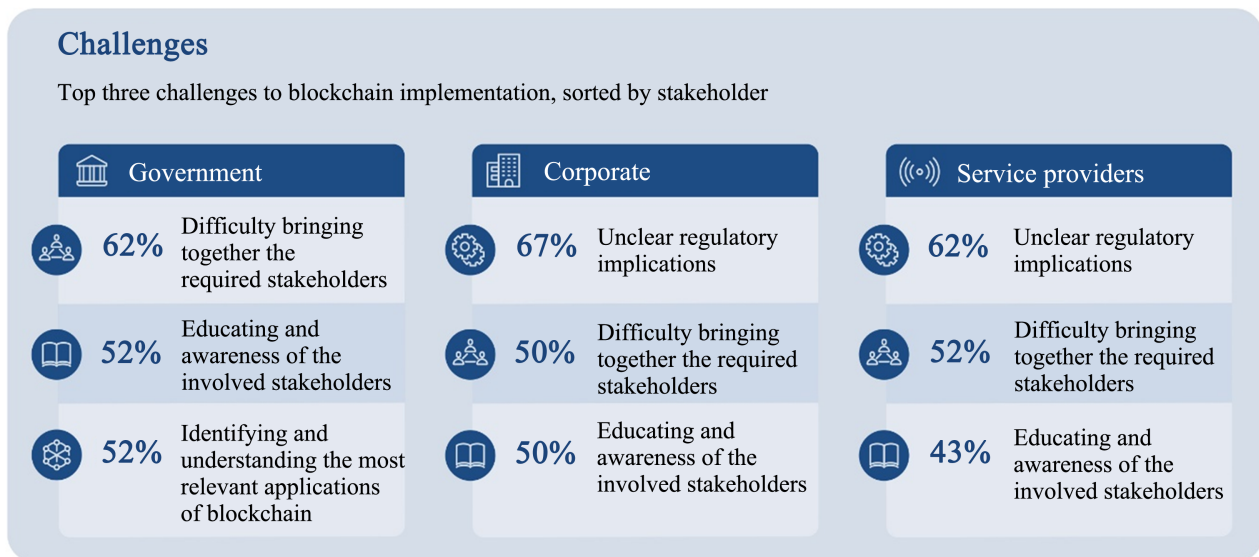 Challenges
Top three challenges to blockchain implementation, sorted by stakeholder
Government
62%
Difficulty bringing
together the
required stakeholders
52%
Educating and
awareness of the
involved stakeholders
52%
Identifying and
understanding the most
relevant applications
of blockchain
Corporate
67%
Unclear regulatory
implications
50%
Difficulty bringing
together the required
stakeholders
50%
Educating and
awareness of the
involved stakeholders
Service providers
62%
Unclear regulatory
implications
52%
Difficulty bringing
together the required
stakeholders
43%
Educating and
awareness of the
involved stakeholders